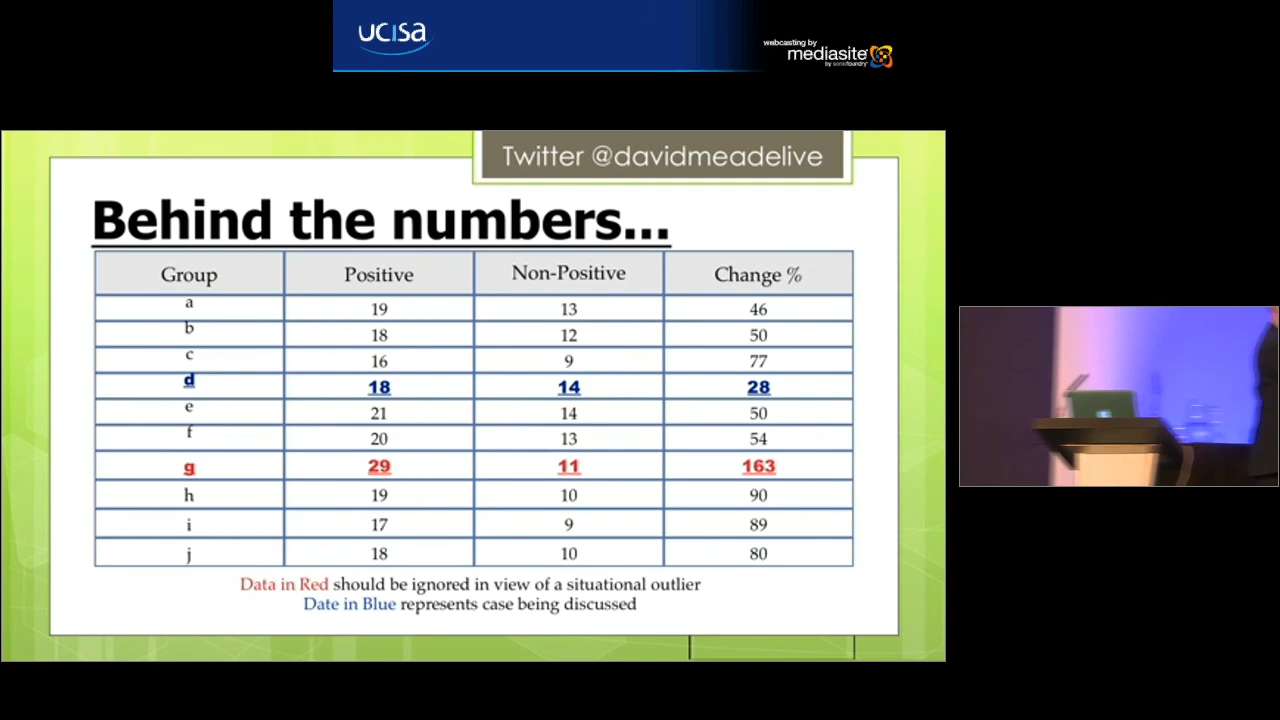 ucisa
webcasting by
mediasite
by sonicfoundry
Twitter @davidmeadelive
Behind the numbers...
Group Positive Non-Positive Change %
a 19 13 46
b 18 12 50
c 16 9 77
d 18 14 28
e 21 14 50
f 20 13 54
g 29 11 163
h 19 10 90
i 17 9 89
j 18 10 80
Data in Red should be ignored in view of a situational outlier
Date in Blue represents case being discussed